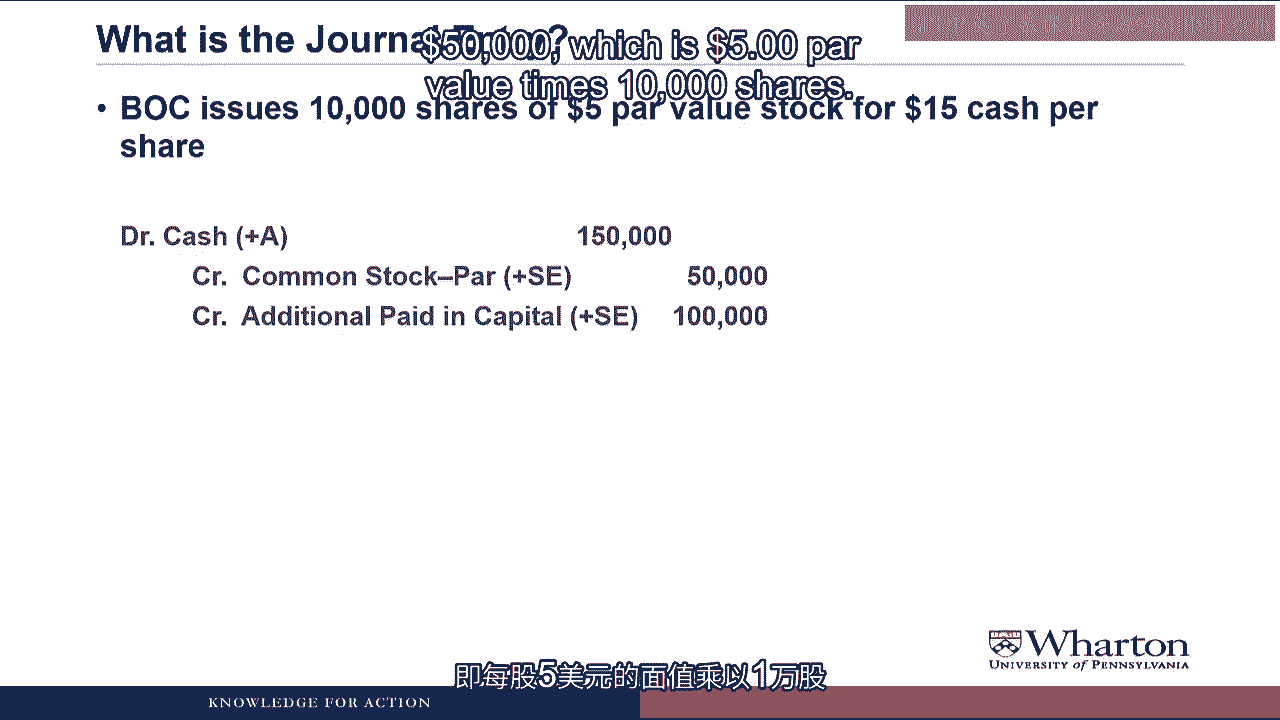 What is the Journal Entry?
$50,000, which is $5.00 par
value times 10,000 shares.
• BOC issues 10,000 shares of $5 par value stock for $15 cash per
share
Dr. Cash (+A) 150,000
Cr. Common Stock–Par (+SE) 50,000
Cr. Additional Paid in Capital (+SE) 100,000
Wharton
UNIVERSITY of PENNSYLVANIA
即每股5美元的面值乘以1万股
KNOWLEDGE FOR ACTION